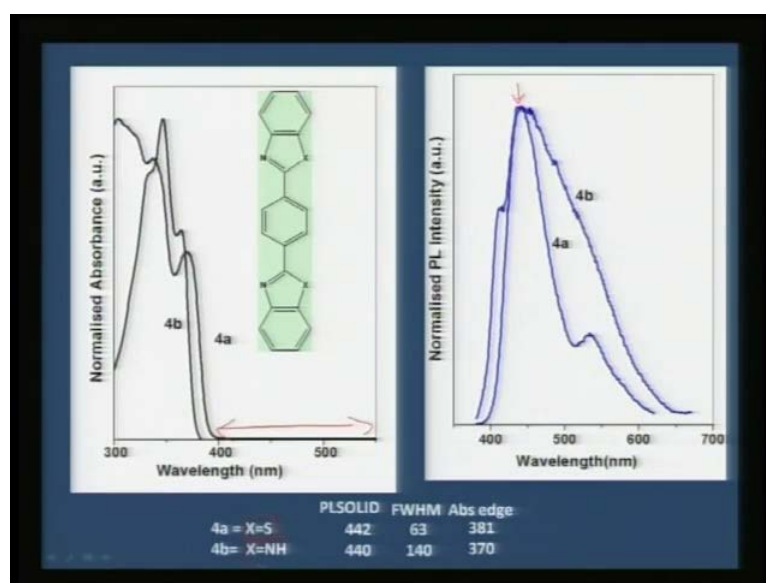 Normalised Absorbance (a.u.)
N
X
N
X
4b
4a
300
400
500
Wavelength (nm)
Normalised PL Intensity (a.u.)
4b
4a
400
500
600
700
Wavelength(nm)
PLSOLID FWHM Abs edge
4a = X=S 442 63 381
4b= X=NH 440 140 370